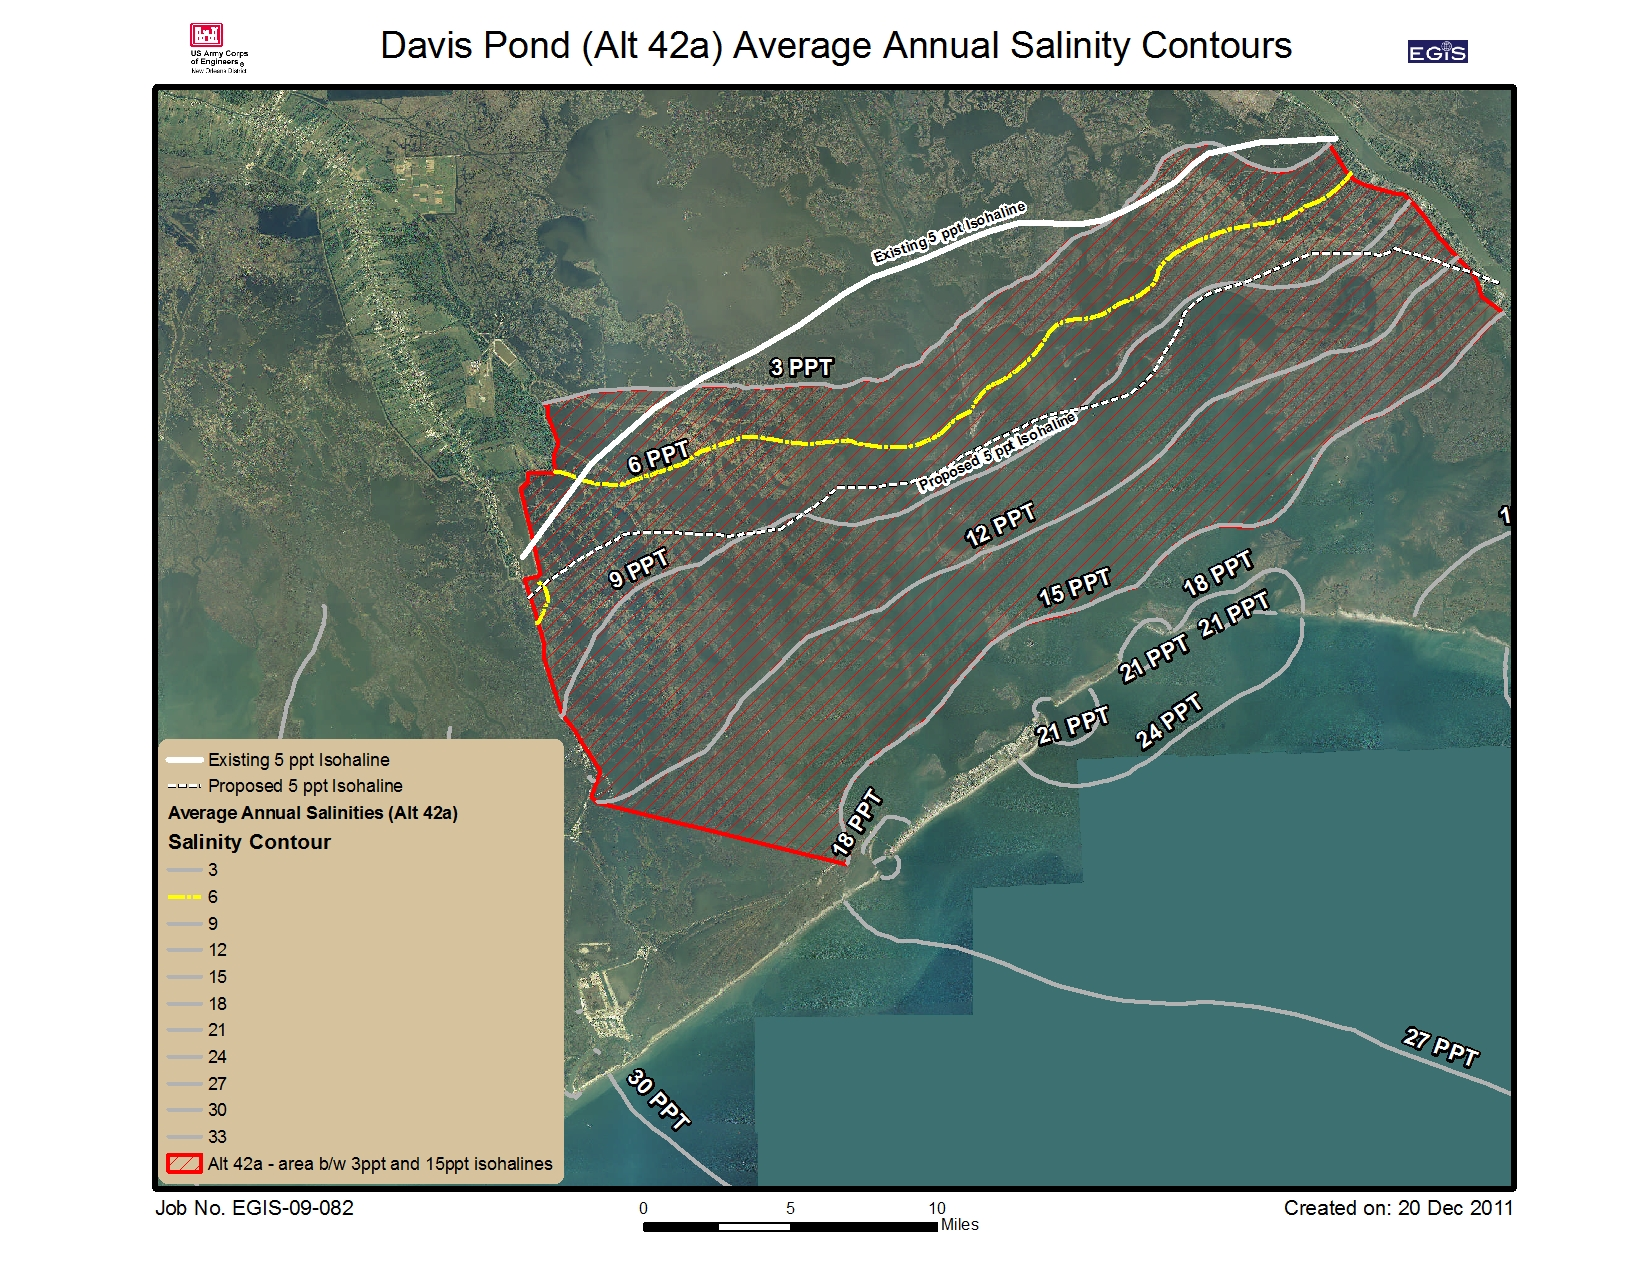 US Army Corps
of Engineers®
New Orleans District
Davis Pond (Alt 42a) Average Annual Salinity Contours
EGIS
Existing 5 ppt Isohaline
3 PPT
6 PPT
Proposed 5 ppt Isohaline
12 PPT
9 PPT
15 PPT
18 PPT
21 PPT
21 PPT
21 PPT
24 PPT
18 PPT
27 PPT
30 PPT
Existing 5 ppt Isohaline
Proposed 5 ppt Isohaline
Average Annual Salinities (Alt 42a)
Salinity Contour
3
6
9
12
15
18
21
24
27
30
33
Alt 42a - area b/w 3ppt and 15ppt isohalines
Job No. EGIS-09-082
0 5 10
Miles
Created on: 20 Dec 2011